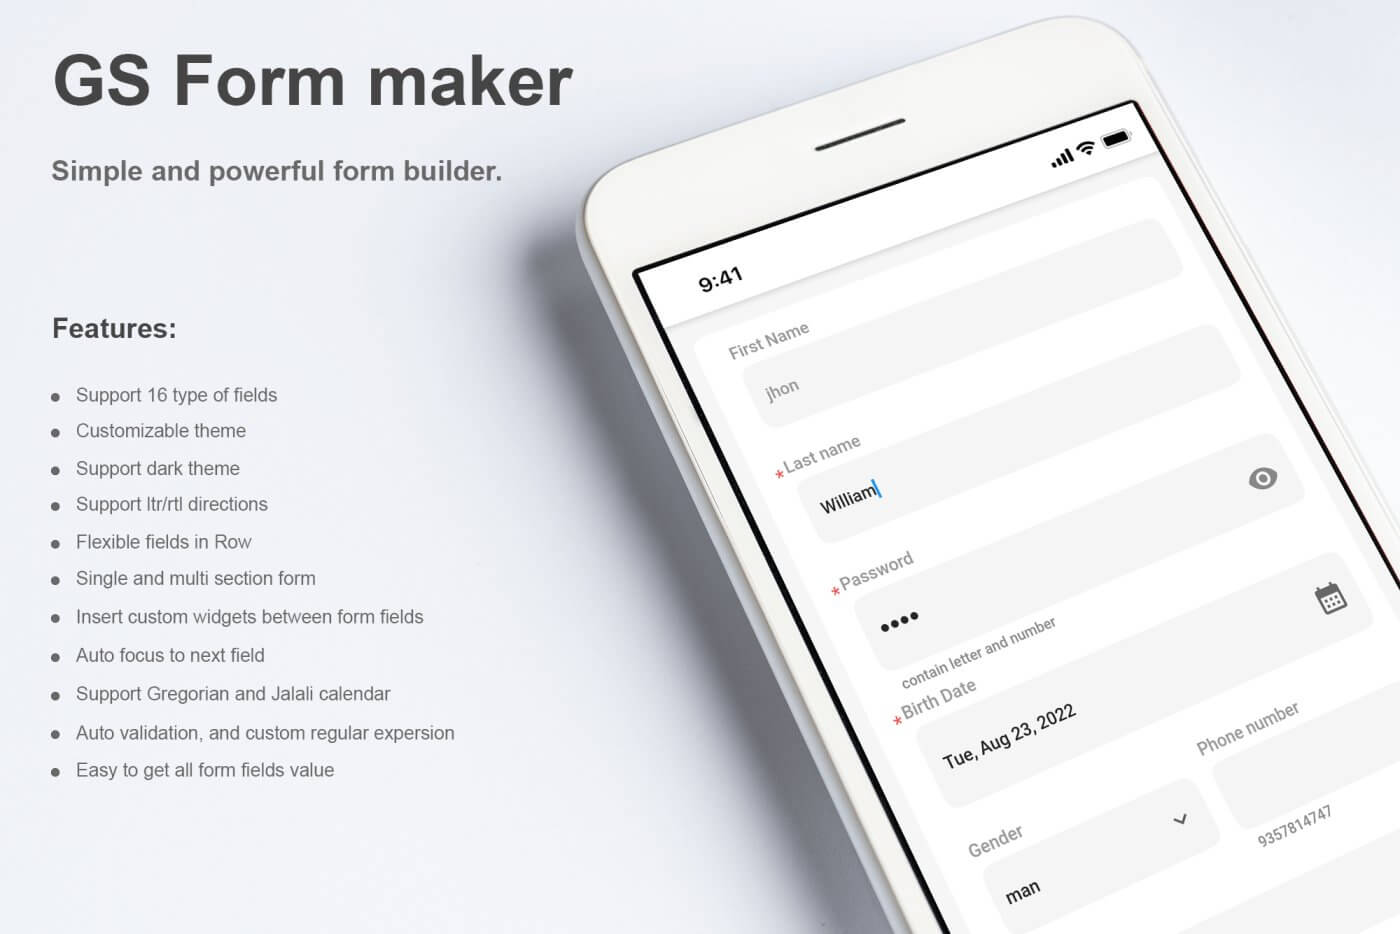 GS Form maker
Simple and powerful form builder.
Features:
Support 16 type of fields
Customizable theme
Support dark theme
Support ltr/rtl directions
Flexible fields in Row
Single and multi section form
Insert custom widgets between form fields
Auto focus to next field
Support Gregorian and Jalali calendar
Auto validation, and custom regular expersion
Easy to get all form fields value
9:41
First Name
jhon
*Last name
William
*Password
contain letter and number
*Birth Date
Tue, Aug 23, 2022
Gender
man
Phone number
9357814747